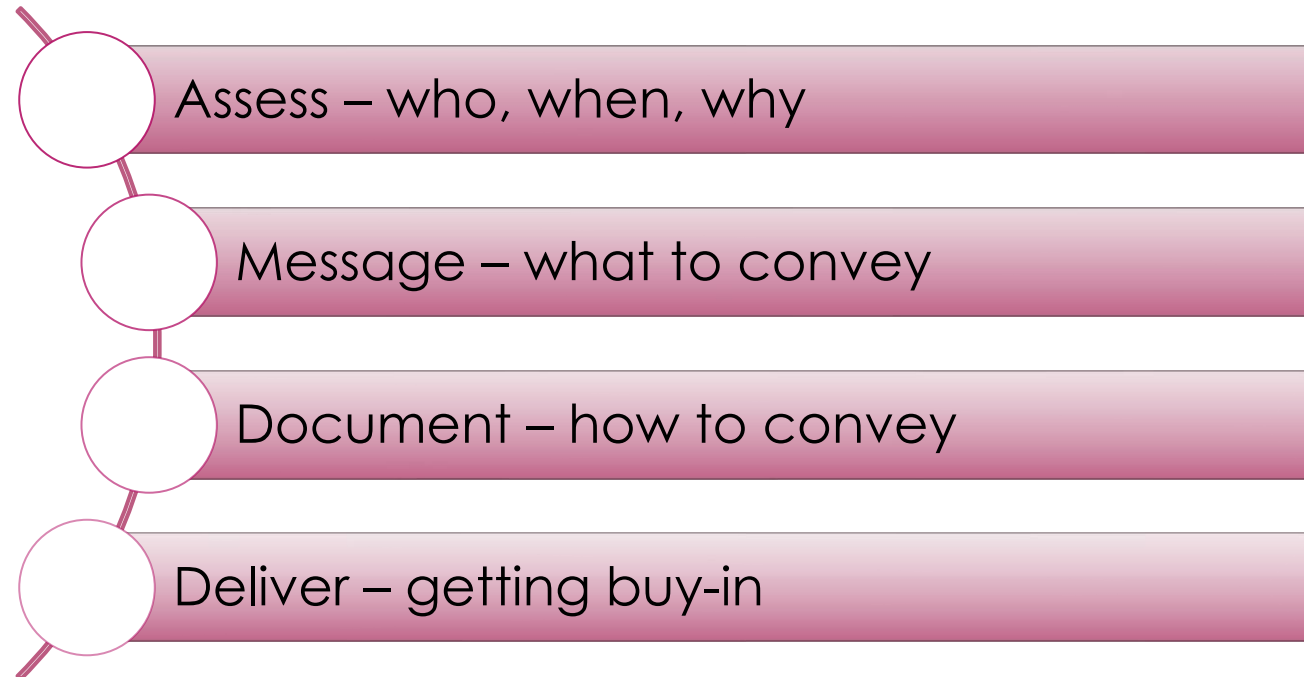 Assess – who, when, why
Message – what to convey
Document – how to convey
Deliver – getting buy-in